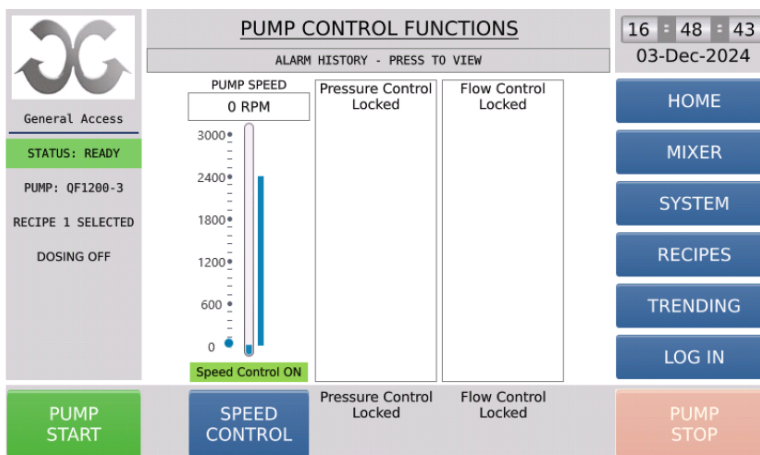 PUMP CONTROL FUNCTIONS
16 : 48 : 43
03-Dec-2024
ALARM HISTORY - PRESS TO VIEW
General Access
STATUS: READY
PUMP: QF1200-3
RECIPE 1 SELECTED
DOSING OFF
PUMP SPEED
0 RPM
3000
2400
1800
1200
600
0
Speed Control ON
Pressure Control
Locked
Flow Control
Locked
HOME
MIXER
SYSTEM
RECIPES
TRENDING
LOG IN
PUMP
START
SPEED
CONTROL
Pressure Control
Locked
Flow Control
Locked
PUMP
STOP